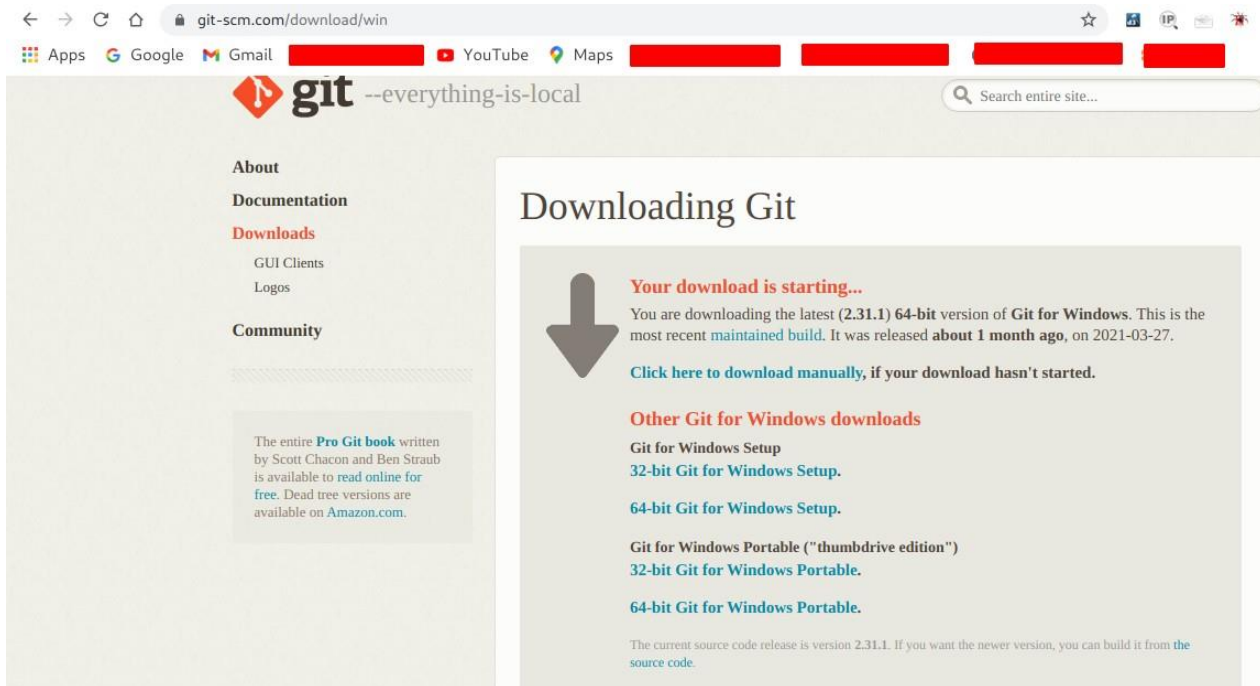 git-scm.com/download/win
IP
Apps Google Gmail YouTube Maps
git --everything-is-local
Search entire site...
About
Documentation
Downloads
GUI Clients
Logos
Community
The entire Pro Git book written
by Scott Chacon and Ben Straub
is available to read online for
free. Dead tree versions are
available on Amazon.com.
Downloading Git
Your download is starting...
You are downloading the latest (2.31.1) 64-bit version of Git for Windows. This is the
most recent maintained build. It was released about 1 month ago, on 2021-03-27.
Click here to download manually, if your download hasn't started.
Other Git for Windows downloads
Git for Windows Setup
32-bit Git for Windows Setup.
64-bit Git for Windows Setup.
Git for Windows Portable ("thumbdrive edition")
32-bit Git for Windows Portable.
64-bit Git for Windows Portable.
The current source code release is version 2.31.1. If you want the newer version, you can build it from the
source code.